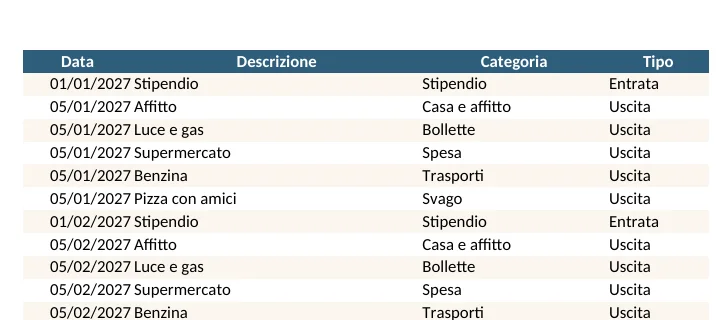 Data Descrizione Categoria Tipo
01/01/2027 Stipendio Stipendio Entrata
05/01/2027 Affitto Casa e affitto Uscita
05/01/2027 Luce e gas Bollette Uscita
05/01/2027 Supermercato Spesa Uscita
05/01/2027 Benzina Trasporti Uscita
05/01/2027 Pizza con amici Svago Uscita
01/02/2027 Stipendio Stipendio Entrata
05/02/2027 Affitto Casa e affitto Uscita
05/02/2027 Luce e gas Bollette Uscita
05/02/2027 Supermercato Spesa Uscita
05/02/2027 Benzina Trasporti Uscita